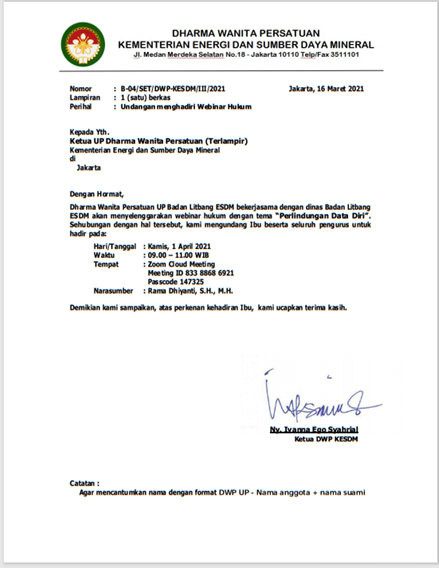 DHARMA WANITA PERSATUAN
KEMENTERIAN ENERGI DAN SUMBER DAYA MINERAL
Jl. Medan Merdeka Selatan No.18 - Jakarta 10110 Telp/Fax 3511101
Nomor : B-04/SET/DWP-KESDM/III/2021 Jakarta, 16 Maret 2021
Lampiran : 1 (satu) berkas
Perihal : Undangan menghadiri Webinar Hukum
Kepada Yth.
Ketua UP Dharma Wanita Persatuan (Terlampir)
Kementerian Energi dan Sumber Daya Mineral
di
Jakarta
Dengan Hormat,
Dharma Wanita Persatuan UP Badan Litbang ESDM bekerjasama dengan dinas Badan Litbang
ESDM akan menyelenggarakan webinar hukum dengan tema "Perlindungan Data Diri".
Sehubungan dengan hal tersebut, kami mengundang Ibu beserta seluruh pengurus untuk
hadir pada:
Hari/Tanggal : Kamis, 1 April 2021
Waktu : 09.00 – 11.00 WIB
Tempat : Zoom Cloud Meeting
Meeting ID 833 8868 6921
Passcode 147325
Narasumber : Rama Dhiyanti, S.H., M.H.
Demikian kami sampaikan, atas perkenan kehadiran Ibu, kami ucapkan terima kasih.
Ny. Ivanna Ego Syahrial
Ketua DWP KESDM
Catatan :
Agar mencantumkan nama dengan format DWP UP - Nama anggota + nama suami